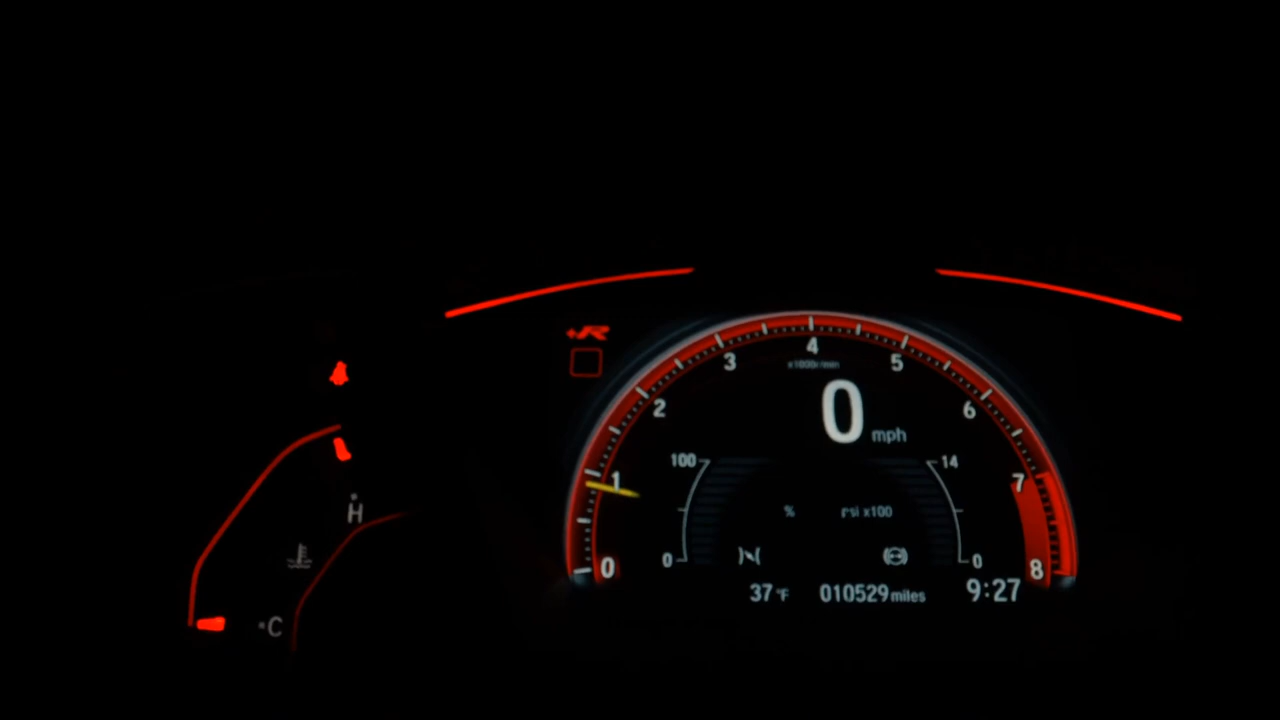 +R
4
3 5
x1000r/min
2 0 mph 6
100 14
1 7
% psi x100
H
0 0
0 8
37°F 010529 miles 9:27
C